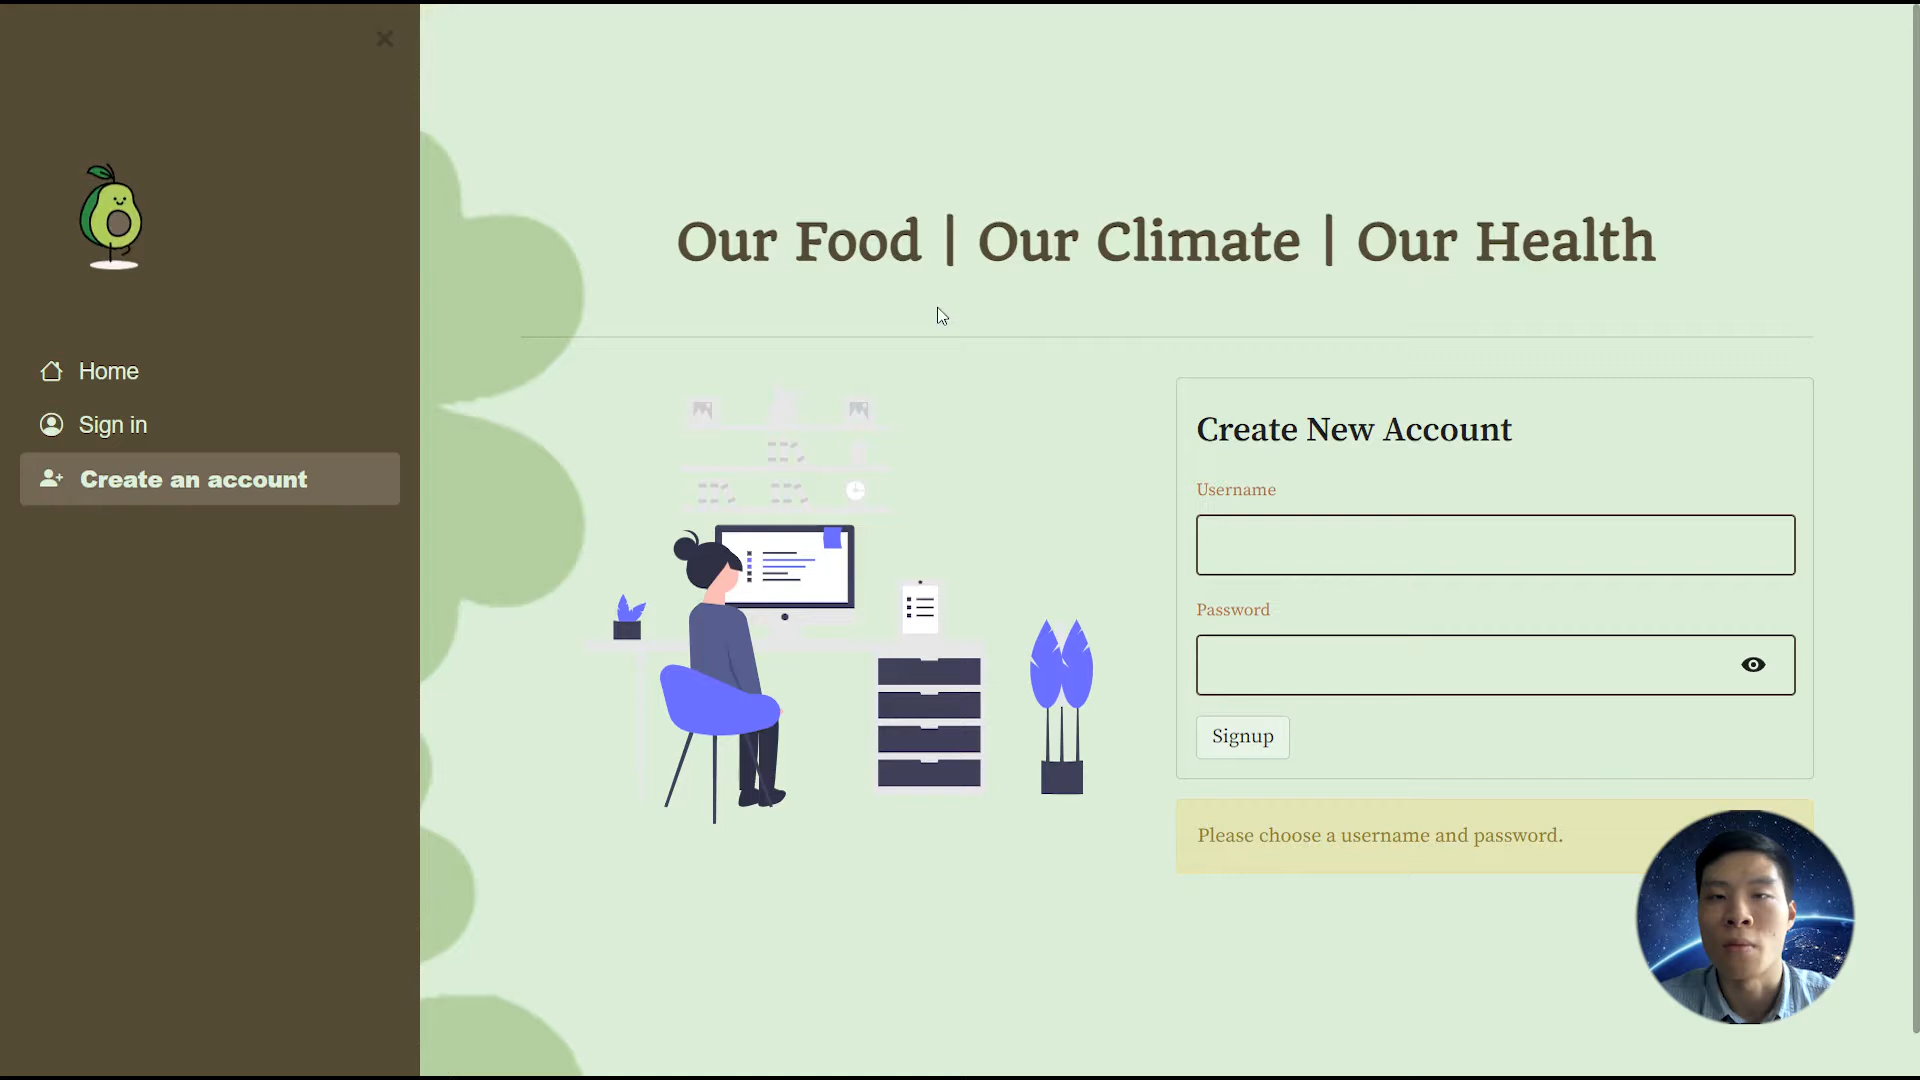 Home
Sign in
Create an account
Our Food | Our Climate | Our Health
Create New Account
Username
Password
Signup
Please choose a username and password.